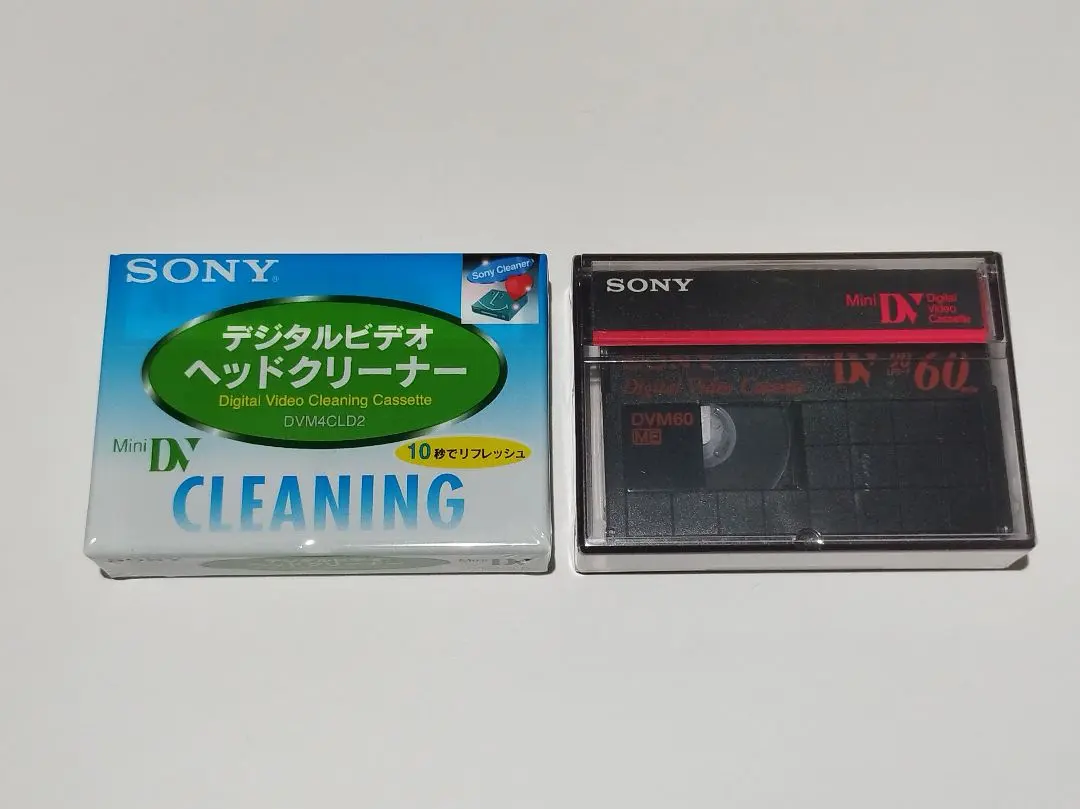 SONY
Sony Cleaner
デジタルビデオ
ヘッドクリーナー
Digital Video Cleaning Cassette
DVM4CLD2
Mini DV
10秒でリフレッシュ
CLEANING
SONY
SONY
Mini DV Digital
Video
Cassette
SONY
Digital Video Cassette
DV
60
DVM60
ME